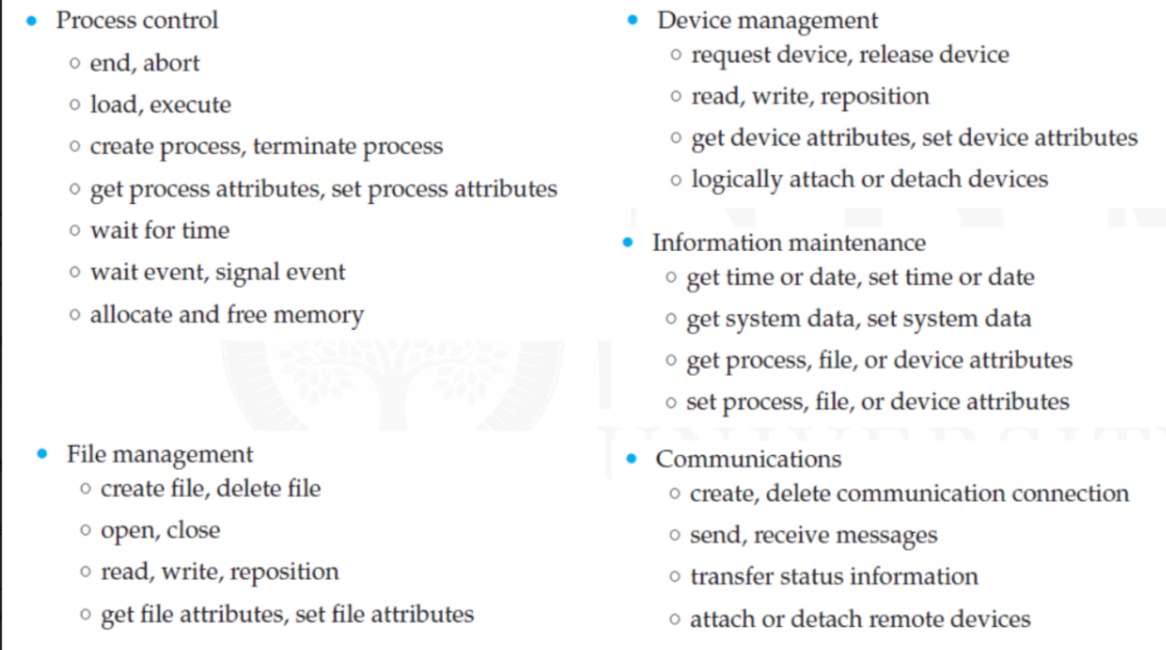 • Process control
○ end, abort
○ load, execute
○ create process, terminate process
○ get process attributes, set process attributes
○ wait for time
○ wait event, signal event
○ allocate and free memory
• File management
○ create file, delete file
○ open, close
○ read, write, reposition
○ get file attributes, set file attributes
• Device management
○ request device, release device
○ read, write, reposition
○ get device attributes, set device attributes
○ logically attach or detach devices
• Information maintenance
○ get time or date, set time or date
○ get system data, set system data
○ get process, file, or device attributes
○ set process, file, or device attributes
• Communications
○ create, delete communication connection
○ send, receive messages
○ transfer status information
○ attach or detach remote devices